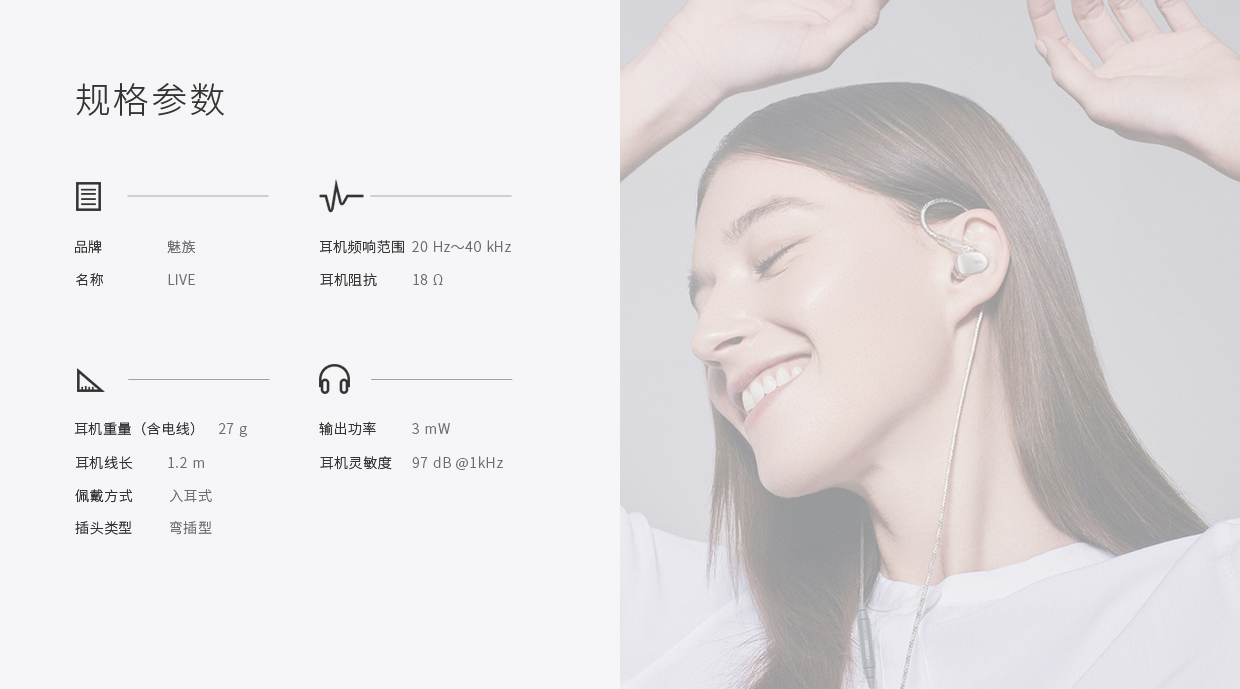 规格参数
品牌 魅族
名称 LIVE
耳机频响范围 20 Hz～40 kHz
耳机阻抗 18 Ω
耳机重量（含电线） 27 g
耳机线长 1.2 m
佩戴方式 入耳式
插头类型 弯插型
输出功率 3 mW
耳机灵敏度 97 dB @1kHz